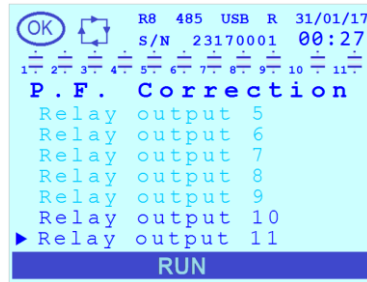 OK R8 485 USB R 31/01/17
S/N 23170001 00:27
1 2 3 4 5 6 7 8 9 10 11
P.F. Correction
Relay output 5
Relay output 6
Relay output 7
Relay output 8
Relay output 9
Relay output 10
Relay output 11
RUN